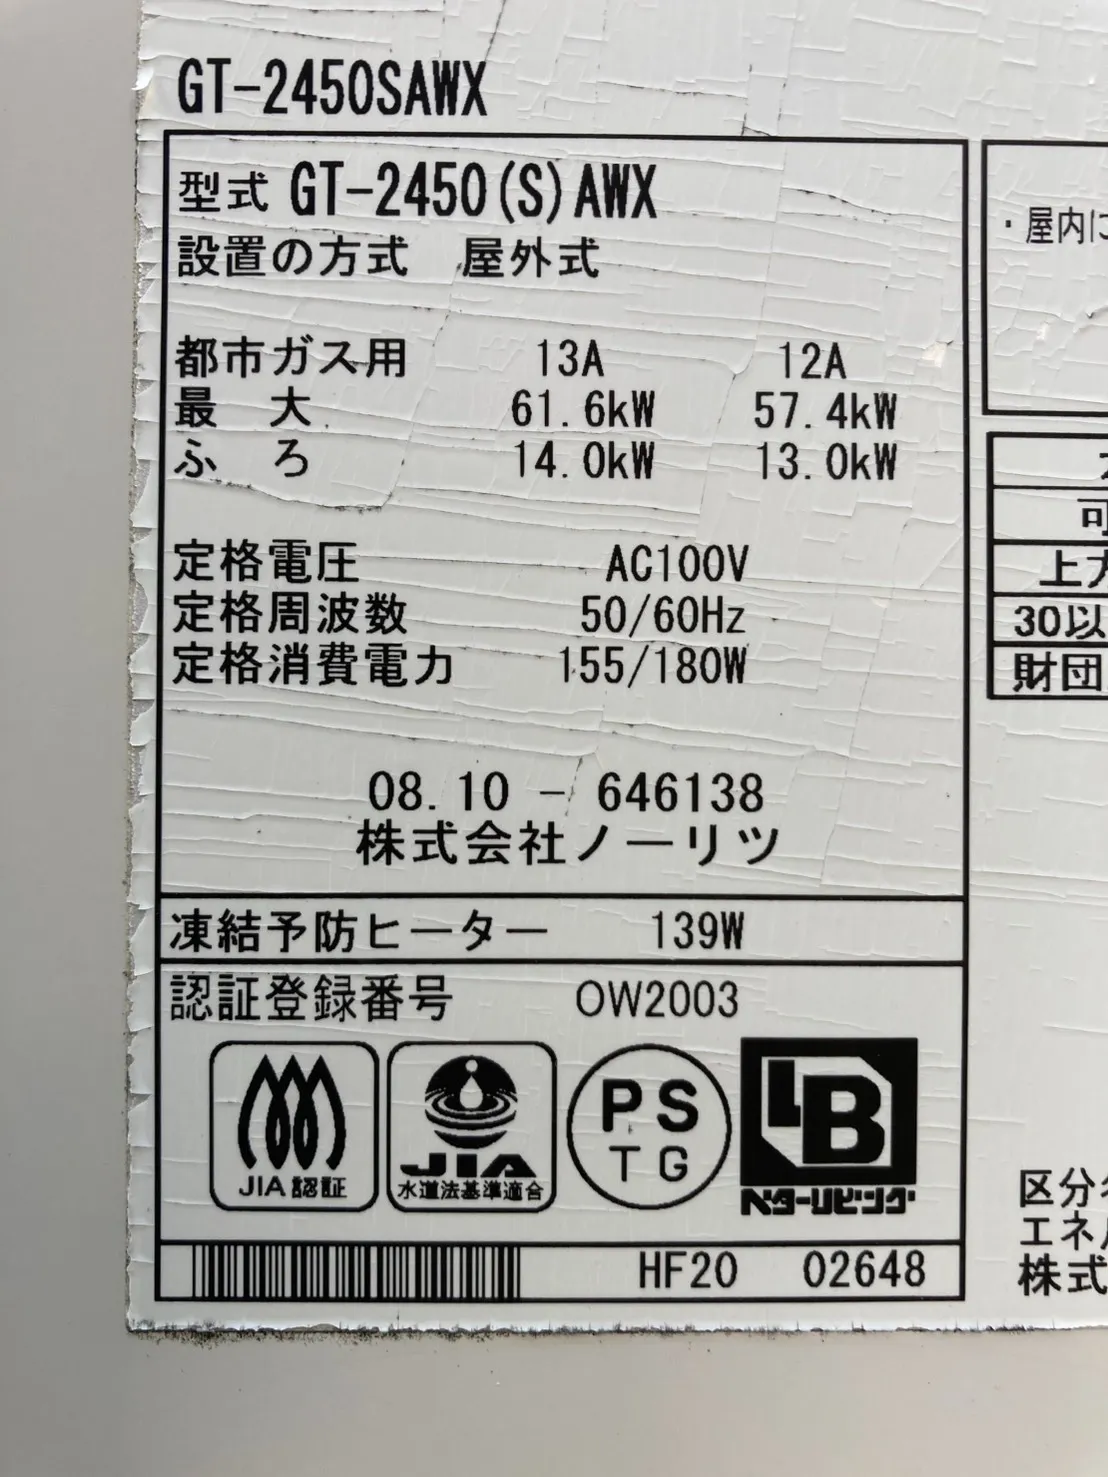 GT-2450SAWX
型式 GT-2450(S)AWX
設置の方式 屋外式
都市ガス用 13A 12A
最 大 61.6kW 57.4kW
ふ ろ 14.0kW 13.0kW
定格電圧 AC100V
定格周波数 50/60Hz
定格消費電力 155/180W
08.10 - 646138
株式会社ノーリツ
凍結予防ヒーター 139W
認証登録番号 OW2003
JIA認証
JIA
水道法基準適合
PS
TG
LB
ベターリビング
HF20 02648
・屋内に
可
上方
30以
財団
区分名
エネル
株式